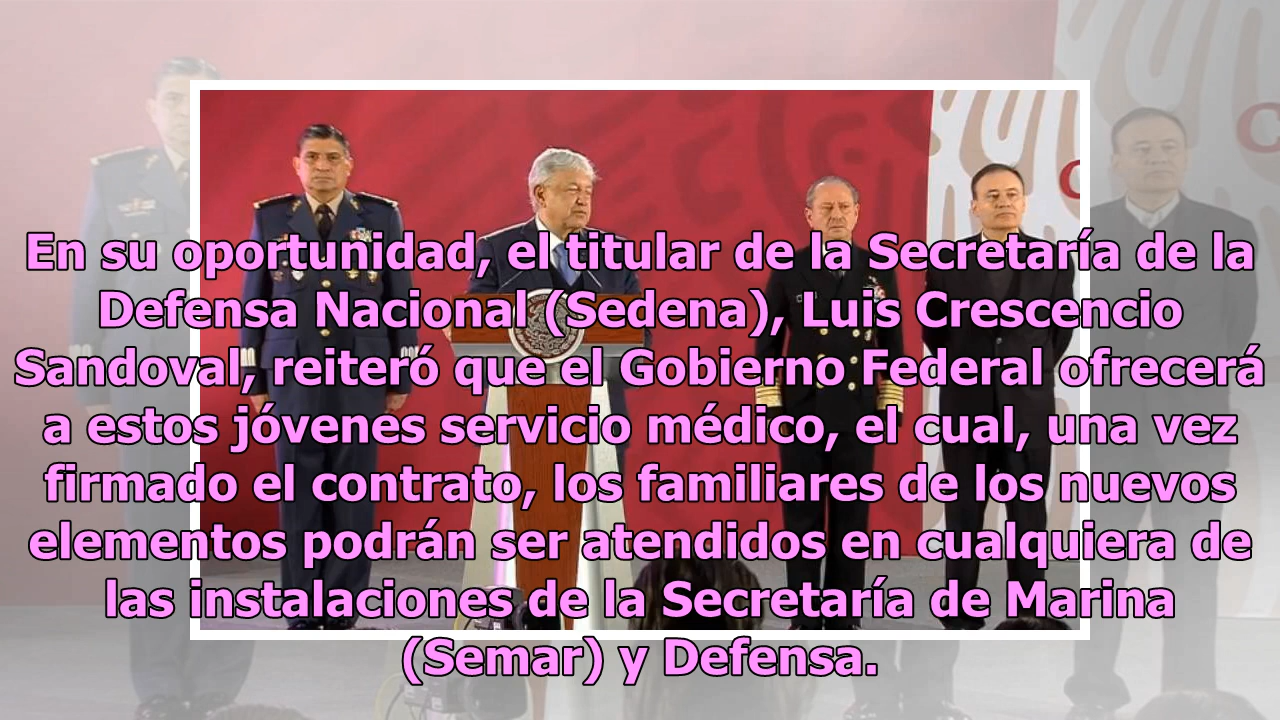 En su oportunidad, el titular de la Secretaría de la
Defensa Nacional (Sedena), Luis Crescencio
Sandoval, reiteró que el Gobierno Federal ofrecerá
a estos jóvenes servicio médico, el cual, una vez
firmado el contrato, los familiares de los nuevos
elementos podrán ser atendidos en cualquiera de
las instalaciones de la Secretaría de Marina
(Semar) y Defensa.